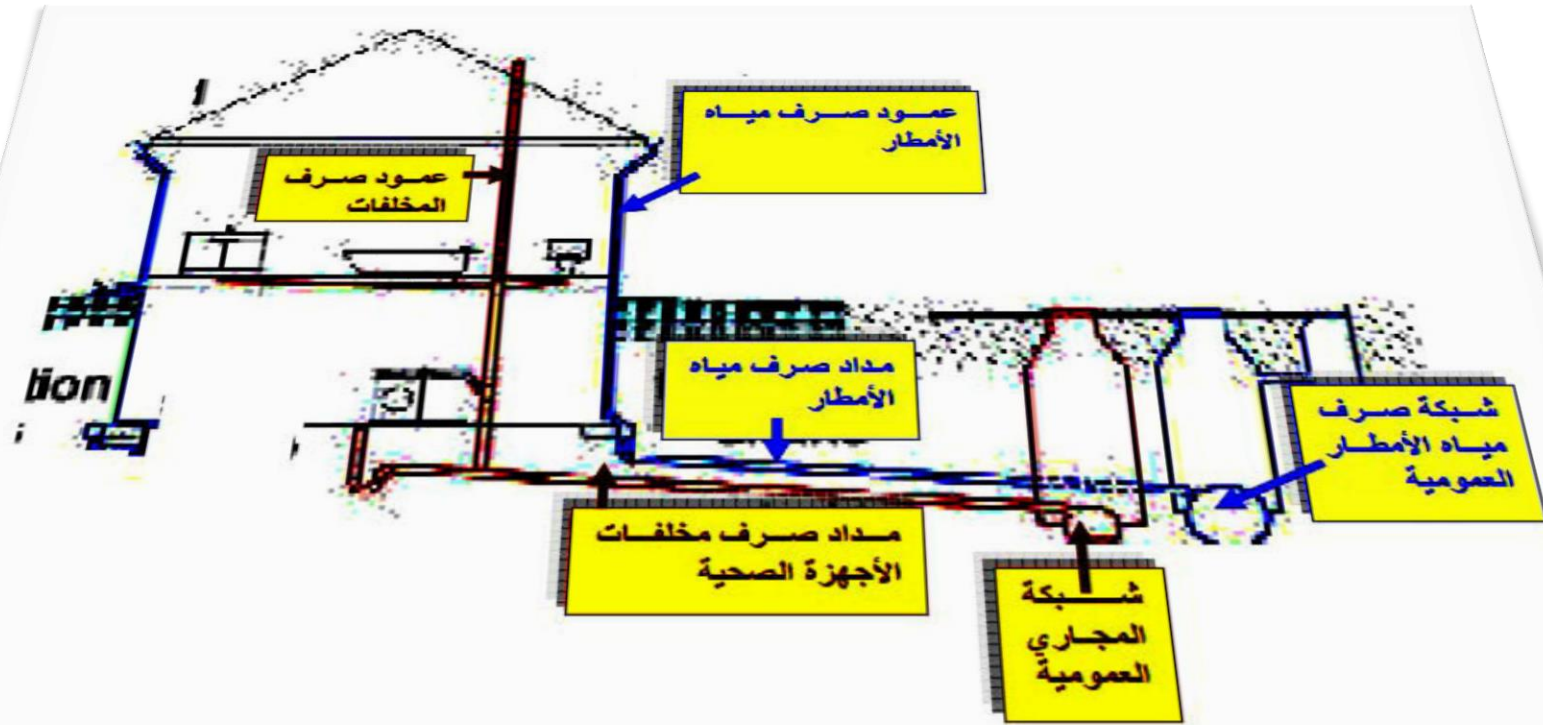 عمود صرف مياه
الأمطار
عمود صرف
المخلفات
مداد صرف مياه
الأمطار
شبكة صرف
مياه الأمطار
العمومية
tion
مداد صرف مخلفات
الأجهزة الصحية
شبكة
المجاري
العمومية